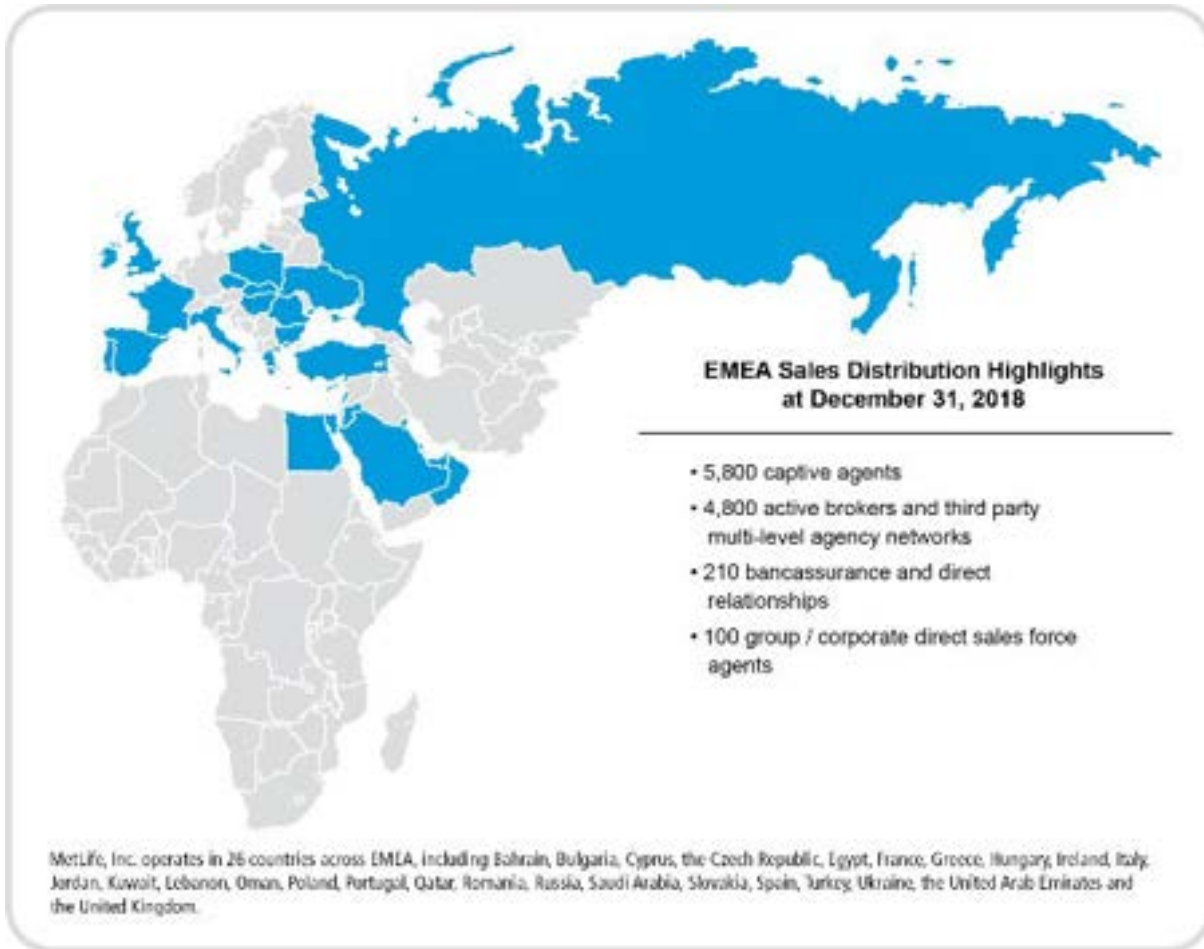 EMEA Sales Distribution Highlights
at December 31, 2018
• 5,800 captive agents
• 4,800 active brokers and third party
multi-level agency networks
• 210 bancassurance and direct
relationships
• 100 group / corporate direct sales force
agents
MetLife, Inc. operates in 26 countries across EMEA, including Bahrain, Bulgaria, Cyprus, the Czech Republic, Egypt, France, Greece, Hungary, Ireland, Italy,
Jordan, Kuwait, Lebanon, Oman, Poland, Portugal, Qatar, Romania, Russia, Saudi Arabia, Slovakia, Spain, Turkey, Ukraine, the United Arab Emirates and
the United Kingdom.